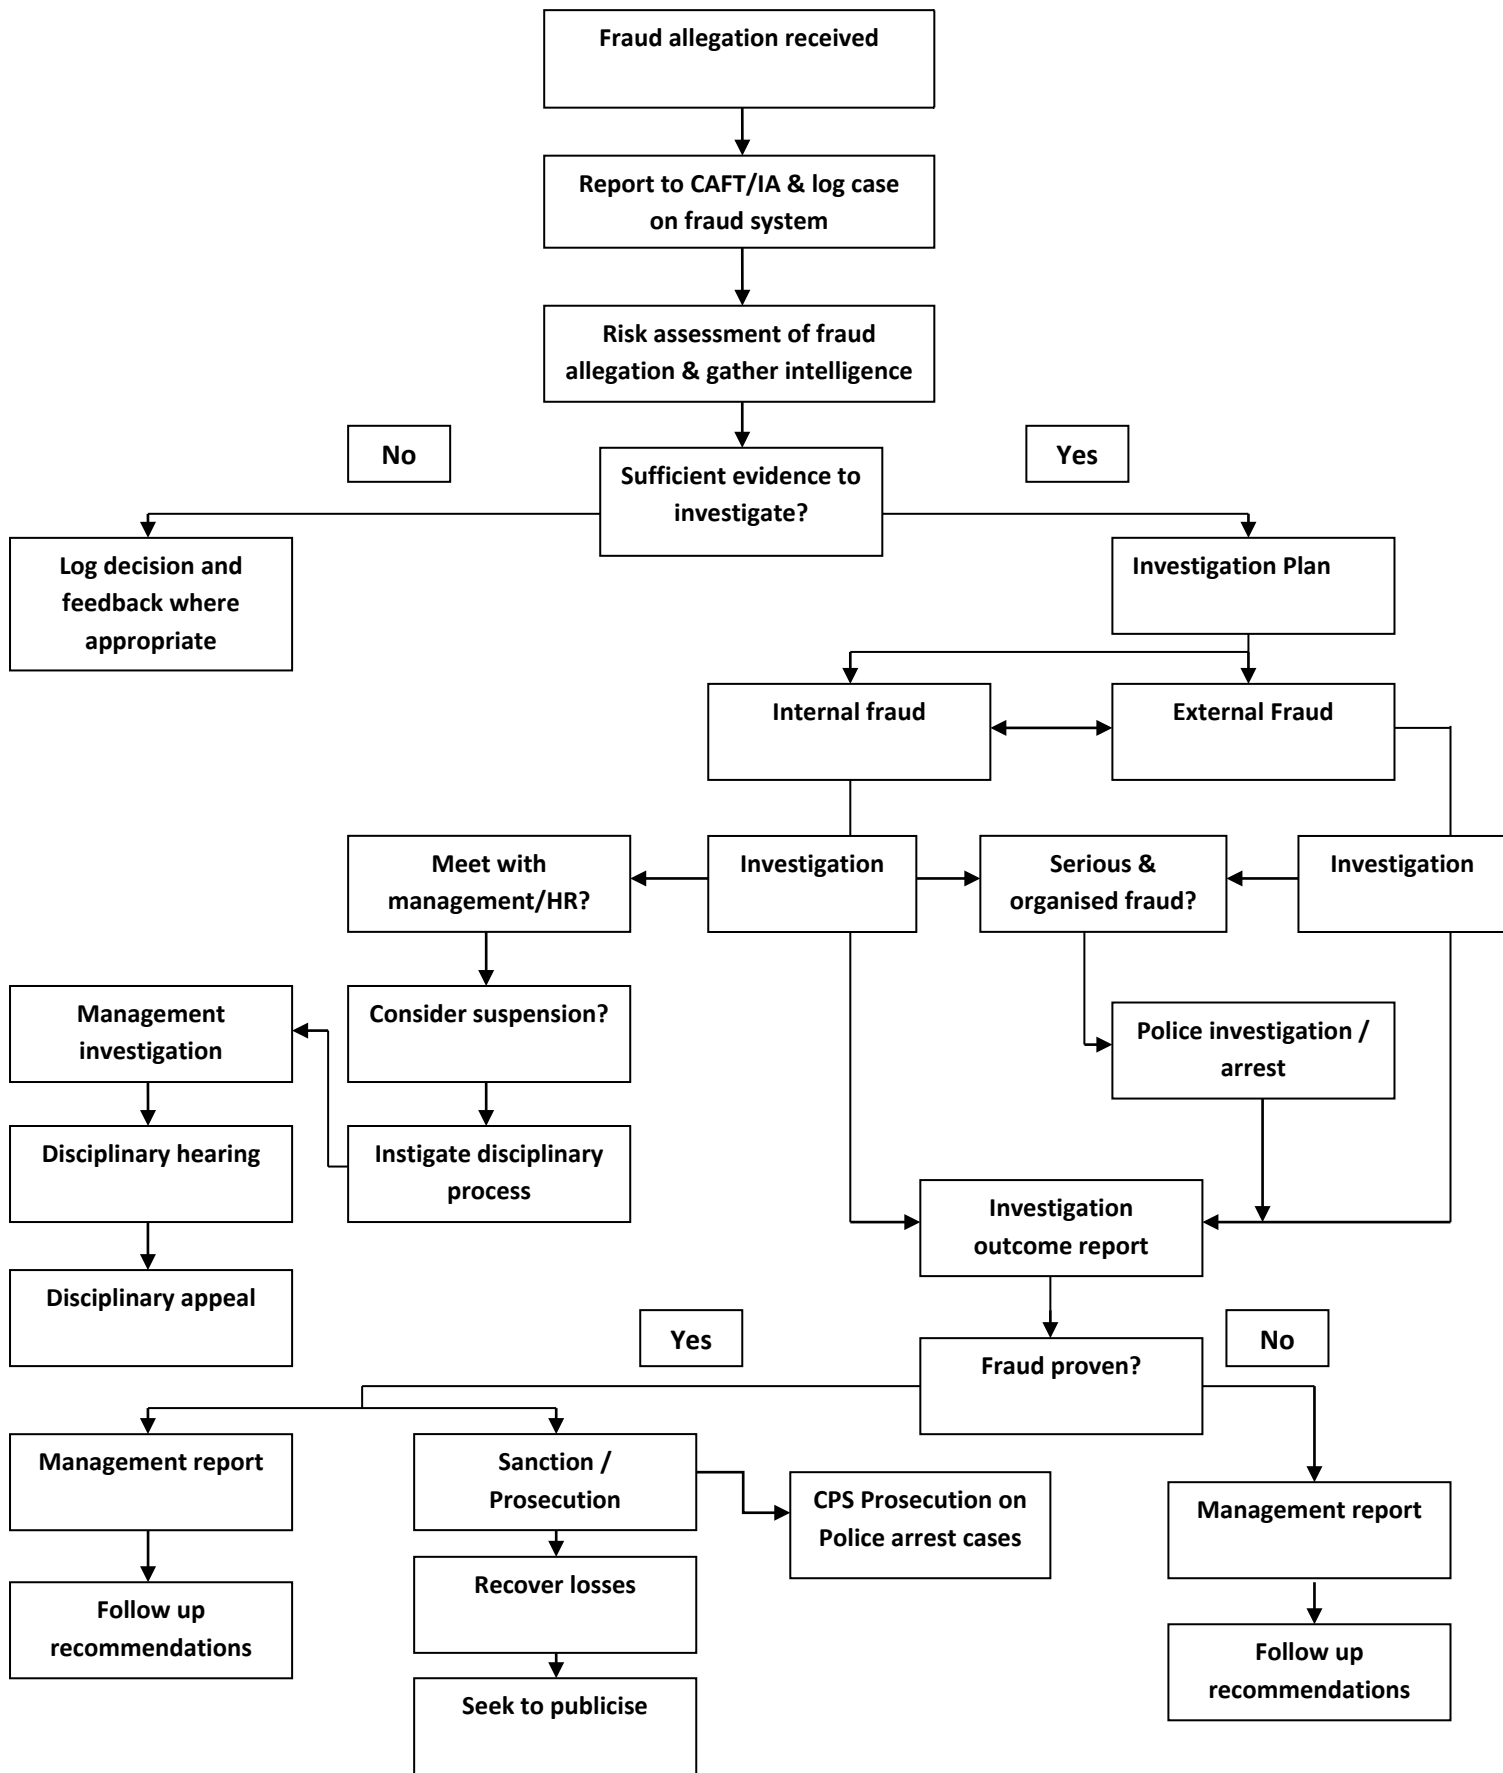 Fraud allegation received
Report to CAFT/IA & log case
on fraud system
Risk assessment of fraud
allegation & gather intelligence
No
Yes
Sufficient evidence to
investigate?
Log decision and
feedback where
appropriate
Investigation Plan
Internal fraud
External Fraud
Meet with
management/HR?
Investigation
Serious &
organised fraud?
Investigation
Management
investigation
Consider suspension?
Police investigation /
arrest
Disciplinary hearing
Instigate disciplinary
process
Investigation
outcome report
Disciplinary appeal
Yes
No
Fraud proven?
Management report
Sanction /
Prosecution
CPS Prosecution on
Police arrest cases
Management report
Recover losses
Follow up
recommendations
Follow up
recommendations
Seek to publicise